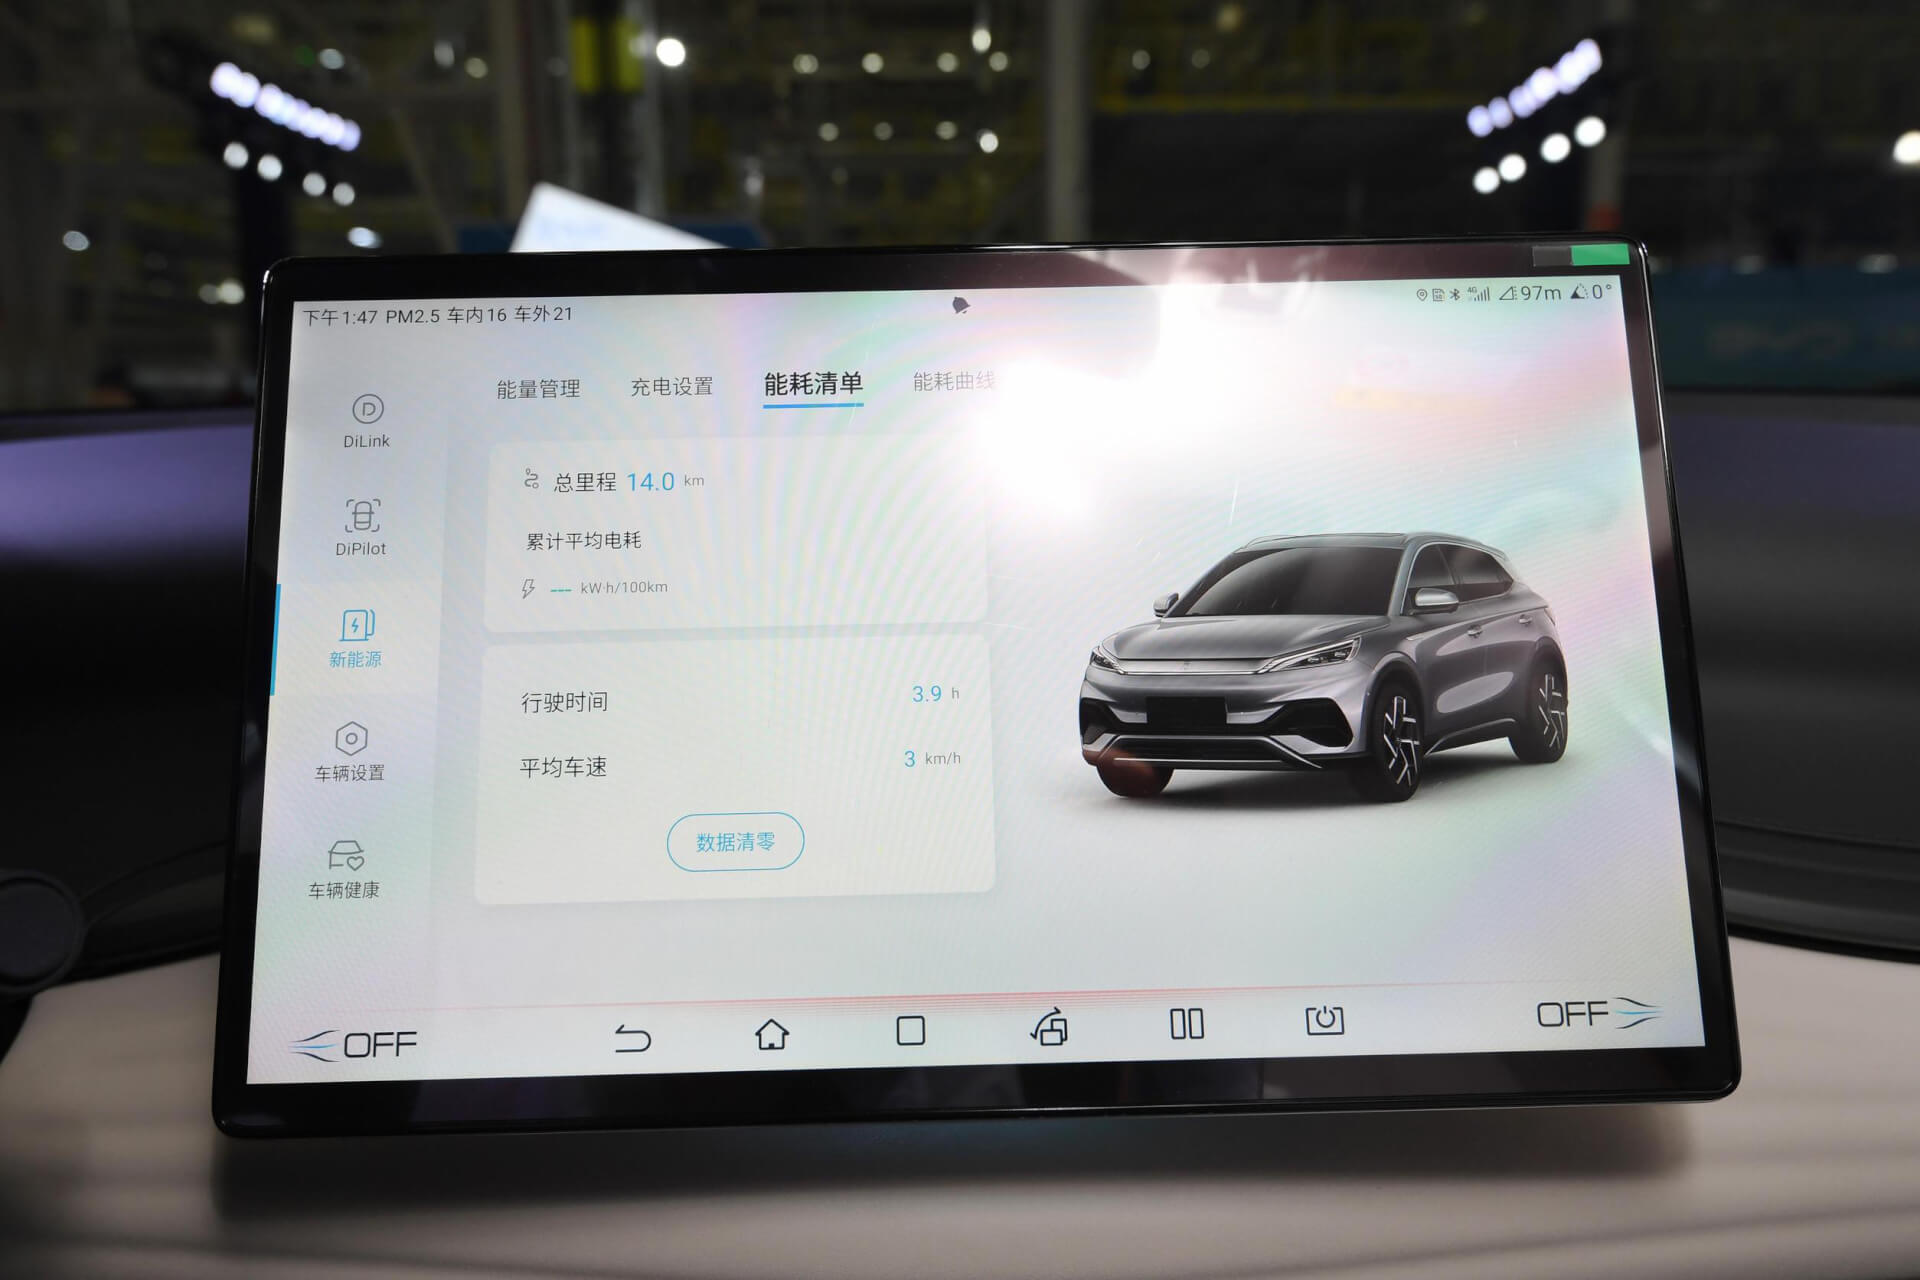 下午1:47 PM2.5 车内16 车外21
4G 97m 0°
能量管理 充电设置 能耗清单 能耗曲线
DiLink
DiPilot
新能源
车辆设置
车辆健康
总里程 14.0 km
累计平均电耗
--- kW·h/100km
行驶时间 3.9 h
平均车速 3 km/h
数据清零
OFF OFF